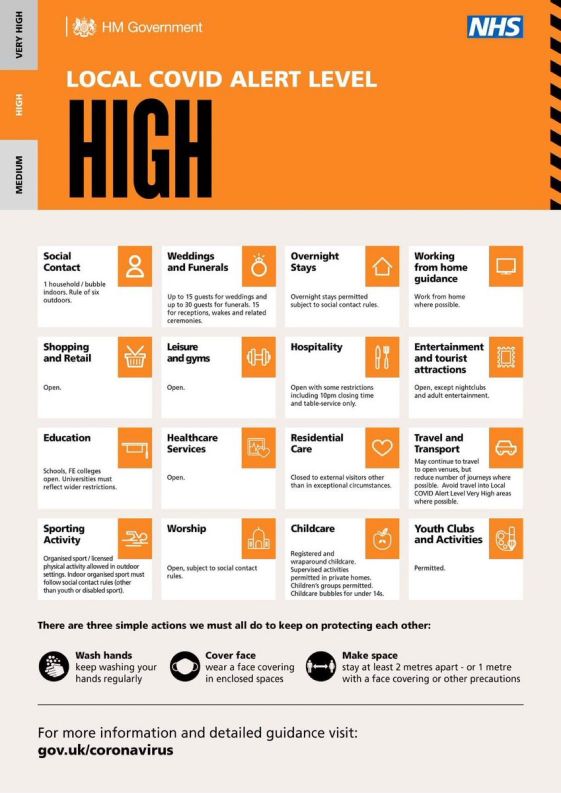 VERY HIGH
HIGH
MEDIUM
HM Government
NHS
LOCAL COVID ALERT LEVEL
HIGH
Social
Contact
1 household / bubble
indoors. Rule of six
outdoors.
Weddings
and Funerals
Up to 15 guests for weddings and
up to 30 guests for funerals. 15
for receptions, wakes and related
ceremonies.
Overnight
Stays
Overnight stays permitted
subject to social contact rules.
Working
from home
guidance
Work from home
where possible.
Shopping
and Retail
Open.
Leisure
and gyms
Open.
Hospitality
Open with some restrictions
including 10pm closing time
and table-service only.
Entertainment
and tourist
attractions
Open, except nightclubs
and adult entertainment.
Education
Schools, FE colleges
open. Universities must
reflect wider restrictions.
Healthcare
Services
Open.
Residential
Care
Closed to external visitors other
than in exceptional circumstances.
Travel and
Transport
May continue to travel
to open venues, but
reduce number of journeys where
possible. Avoid travel into Local
COVID Alert Level Very High areas
where possible.
Sporting
Activity
Organised sport / licensed
physical activity allowed in outdoor
settings. Indoor organised sport must
follow social contact rules (other
than youth or disabled sport).
Worship
Open, subject to social contact
rules.
Childcare
Registered and
wraparound childcare.
Supervised activities
permitted in private homes.
Children's groups permitted.
Childcare bubbles for under 14s.
Youth Clubs
and Activities
Permitted.
There are three simple actions we must all do to keep on protecting each other:
Wash hands
keep washing your
hands regularly
Cover face
wear a face covering
in enclosed spaces
Make space
stay at least 2 metres apart - or 1 metre
with a face covering or other precautions
For more information and detailed guidance visit:
gov.uk/coronavirus